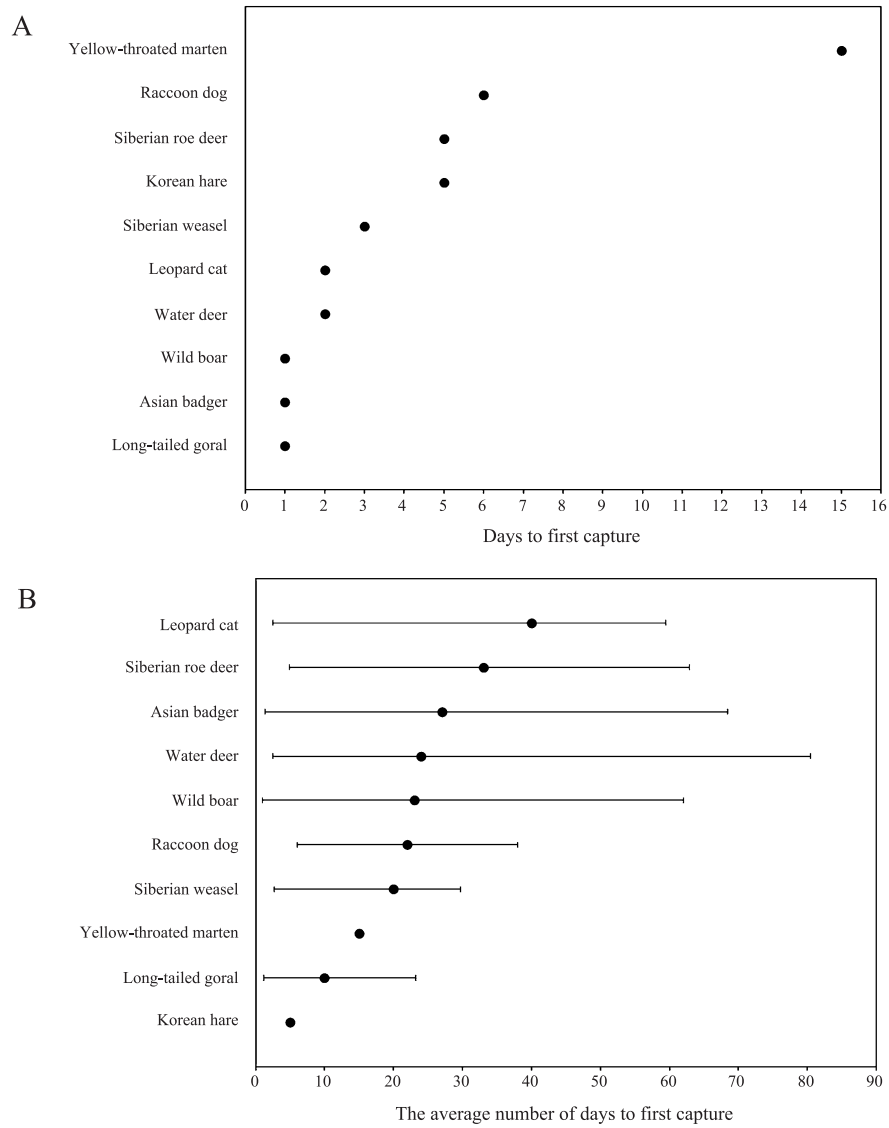 A
Yellow-throated marten
Raccoon dog
Siberian roe deer
Korean hare
Siberian weasel
Leopard cat
Water deer
Wild boar
Asian badger
Long-tailed goral
0 1 2 3 4 5 6 7 8 9 10 11 12 13 14 15 16
Days to first capture
B
Leopard cat
Siberian roe deer
Asian badger
Water deer
Wild boar
Raccoon dog
Siberian weasel
Yellow-throated marten
Long-tailed goral
Korean hare
0 10 20 30 40 50 60 70 80 90
The average number of days to first capture